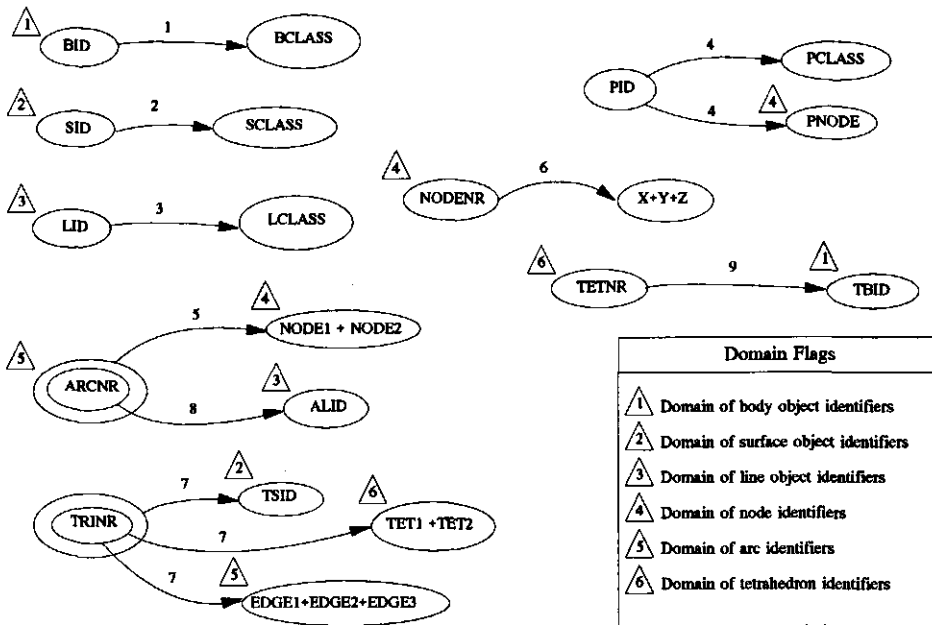 1
BID
1
BCLASS
2
SID
2
SCLASS
3
LID
3
LCLASS
PID
4
PCLASS
4
4
PNODE
4
NODENR
6
X+Y+Z
6
TETNR
9
1
TBID
5
ARCNR
5
4
NODE1 + NODE2
8
3
ALID
TRINR
7
2
TSID
7
6
TET1 +TET2
7
5
EDGE1+EDGE2+EDGE3
Domain Flags
1 Domain of body object identifiers
2 Domain of surface object identifiers
3 Domain of line object identifiers
4 Domain of node identifiers
5 Domain of arc identifiers
6 Domain of tetrahedron identifiers